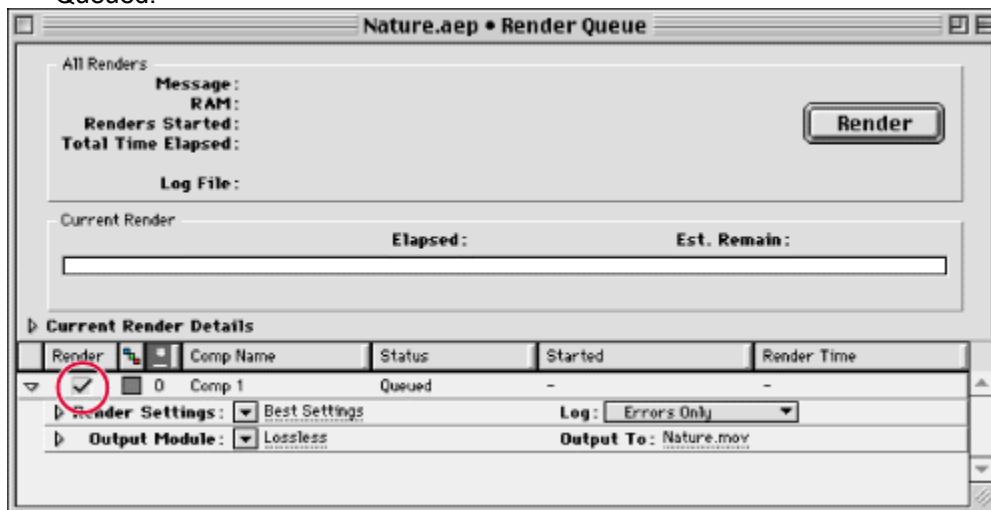 Queued.
Nature.aep • Render Queue
All Renders
Message:
RAM:
Renders Started:
Total Time Elapsed:
Log File:
Render
Current Render
Elapsed: Est. Remain:
Current Render Details
Render Comp Name Status Started Render Time
0 Comp 1 Queued - -
Render Settings: Best Settings Log: Errors Only
Output Module: Lossless Output To: Nature.mov